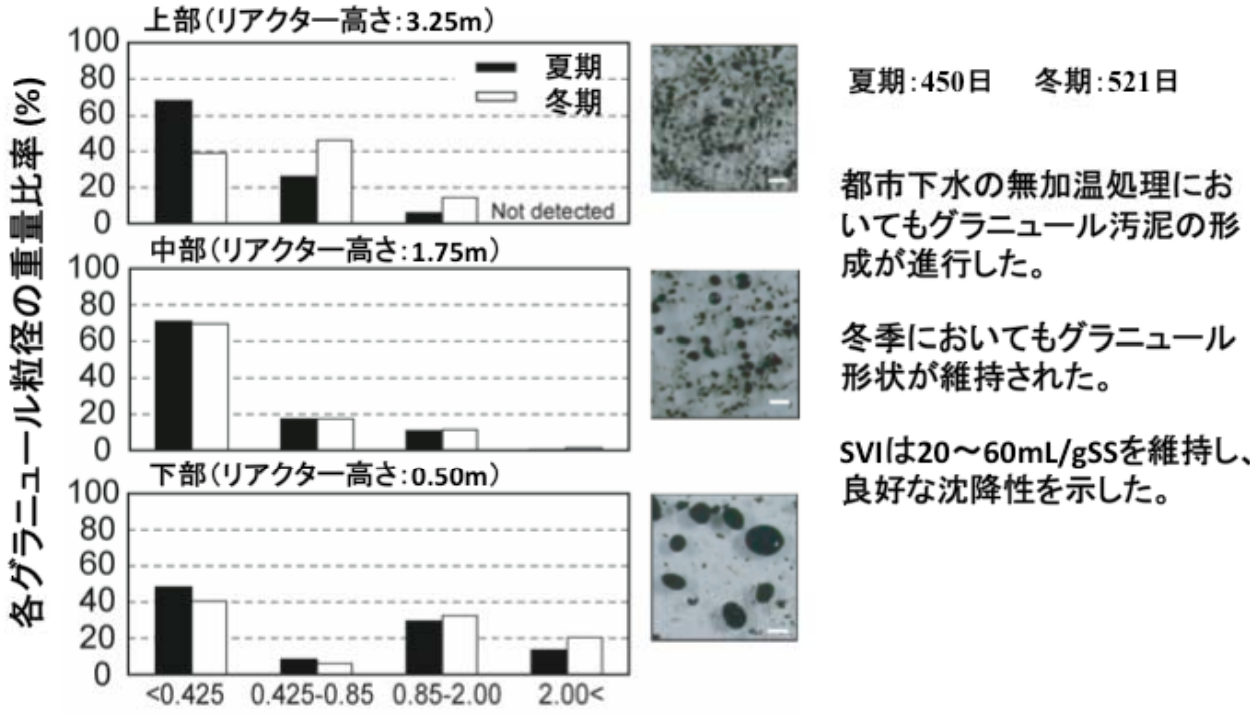 各グラニュール粒径の重量比率 (%)
上部（リアクター高さ：3.25m）
100
80
60
40
20
0
夏期
冬期
Not detected
中部（リアクター高さ：1.75m）
100
80
60
40
20
0
下部（リアクター高さ：0.50m）
100
80
60
40
20
0
<0.425 0.425-0.85 0.85-2.00 2.00<
夏期：450日 冬期：521日
都市下水の無加温処理にお
いてもグラニュール汚泥の形
成が進行した。
冬季においてもグラニュール
形状が維持された。
SVIは20～60mL/gSSを維持し、
良好な沈降性を示した。